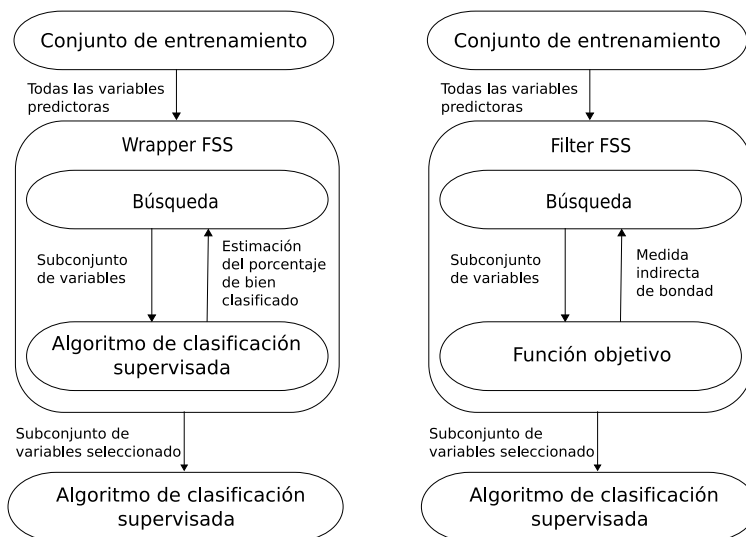 Conjunto de entrenamiento
Todas las variables
predictoras
Wrapper FSS
Búsqueda
Subconjunto
de variables
Estimación
del porcentaje
de bien
clasificado
Algoritmo de clasificación
supervisada
Subconjunto de
variables seleccionado
Algoritmo de clasificación
supervisada
Conjunto de entrenamiento
Todas las variables
predictoras
Filter FSS
Búsqueda
Subconjunto
de variables
Medida
indirecta
de bondad
Función objetivo
Subconjunto de
variables seleccionado
Algoritmo de clasificación
supervisada